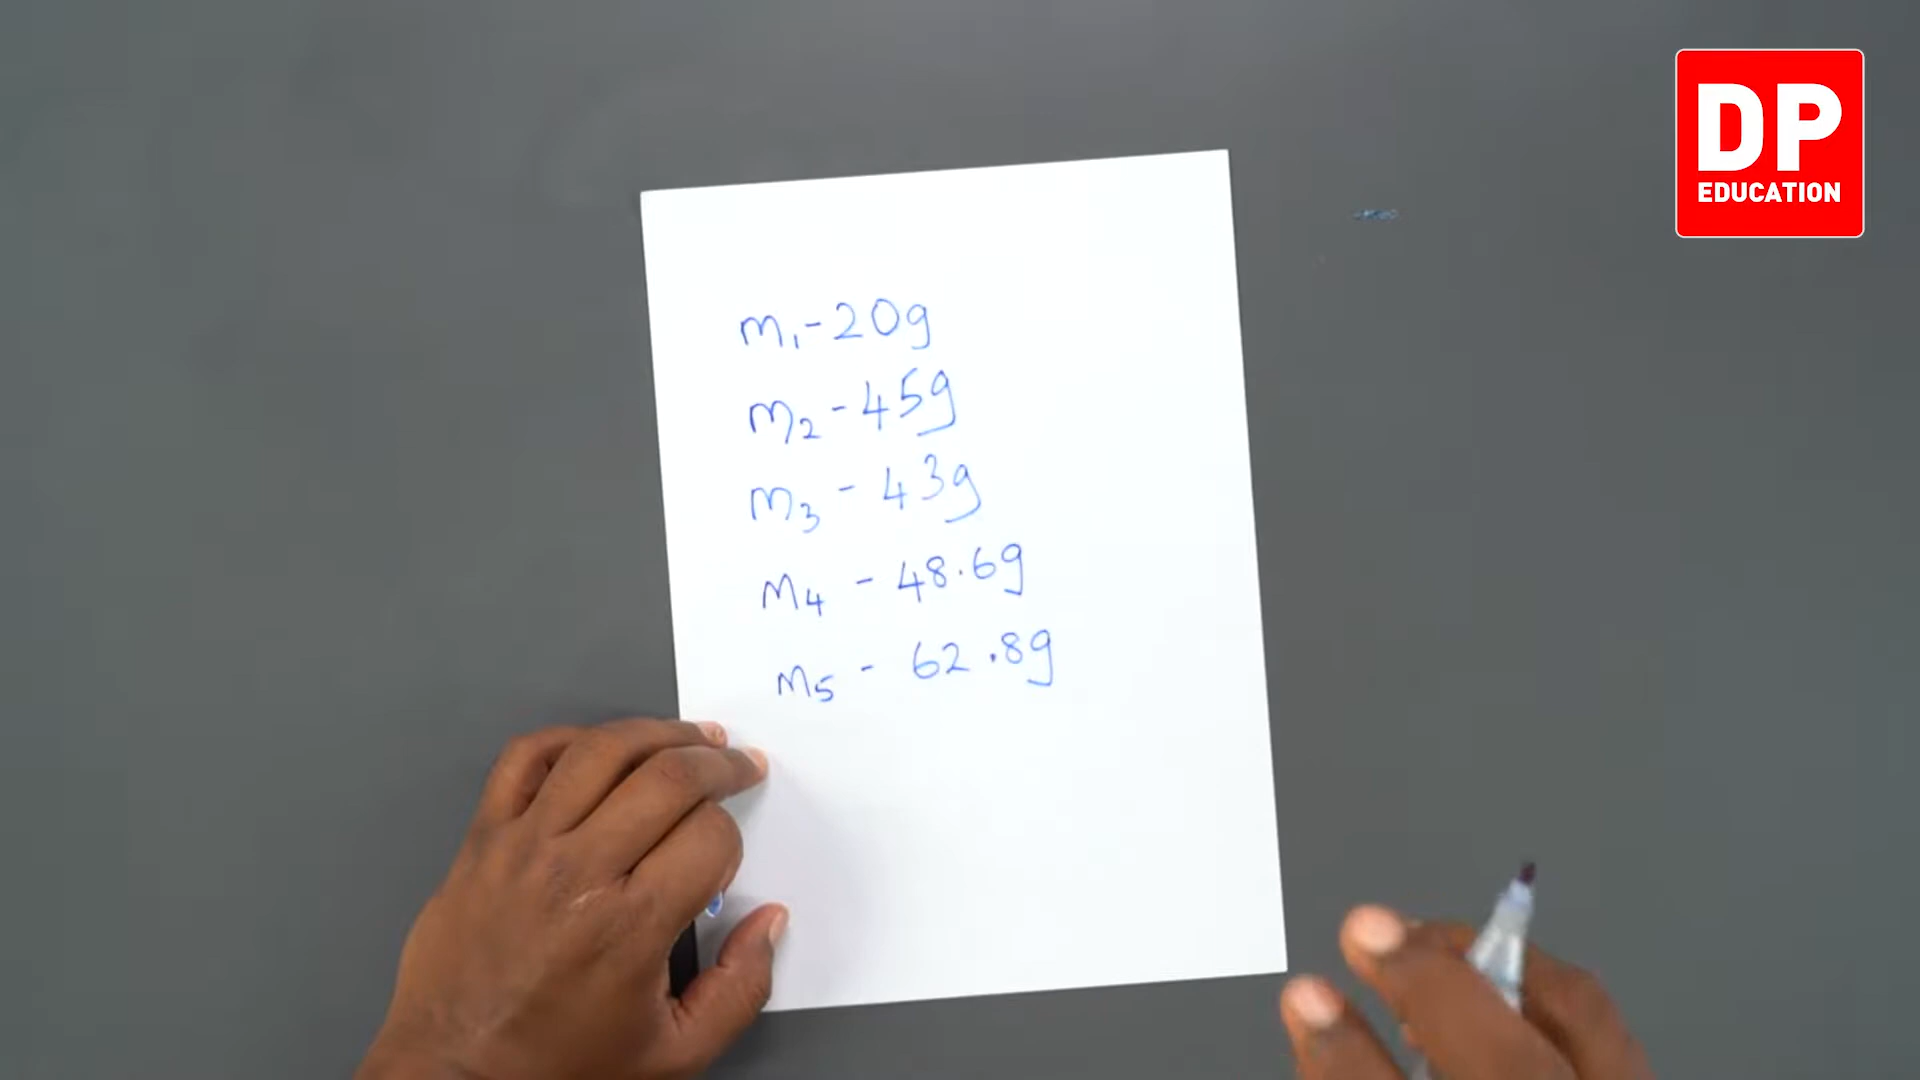 DP
EDUCATION
m₁ - 20g
m₂ - 45g
m₃ - 43g
m₄ - 48.6g
m₅ - 62.8g